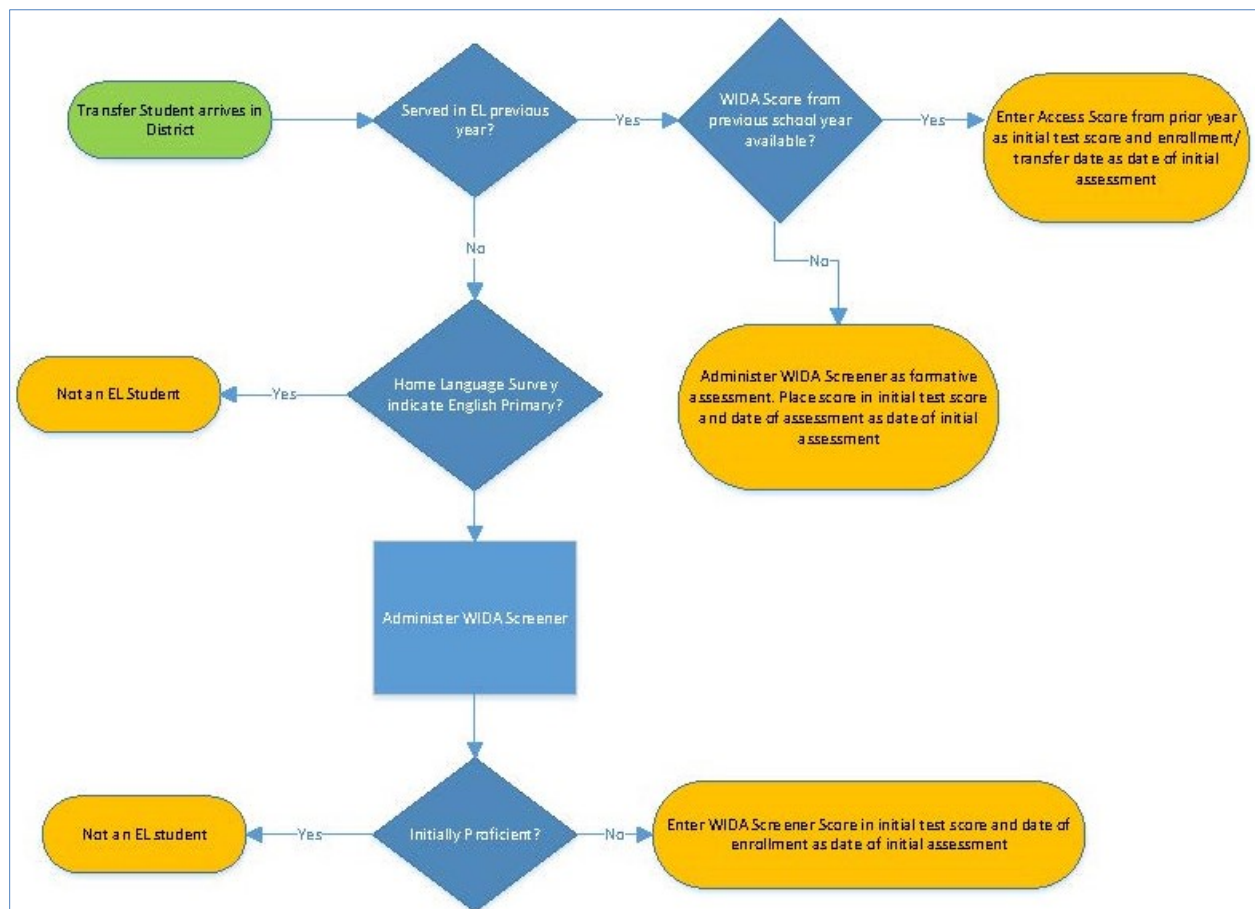 Transfer Student arrives in
District
Served in EL previous
year?
Yes
WIDA Score from
previous school year
available?
Yes
Enter Access Score from prior year
as initial test score and enrollment/
transfer date as date of initial
assessment
No
No
Not an EL Student
Yes
Home Language Survey
indicate English Primary?
Administer WIDA Screener as formative
assessment. Place score in initial test score
and date of assessment as date of initial
assessment
Administer WIDA Screener
Not an EL student
Yes
Initially Proficient?
No
Enter WIDA Screener Score in initial test score and date of
enrollment as date of initial assessment